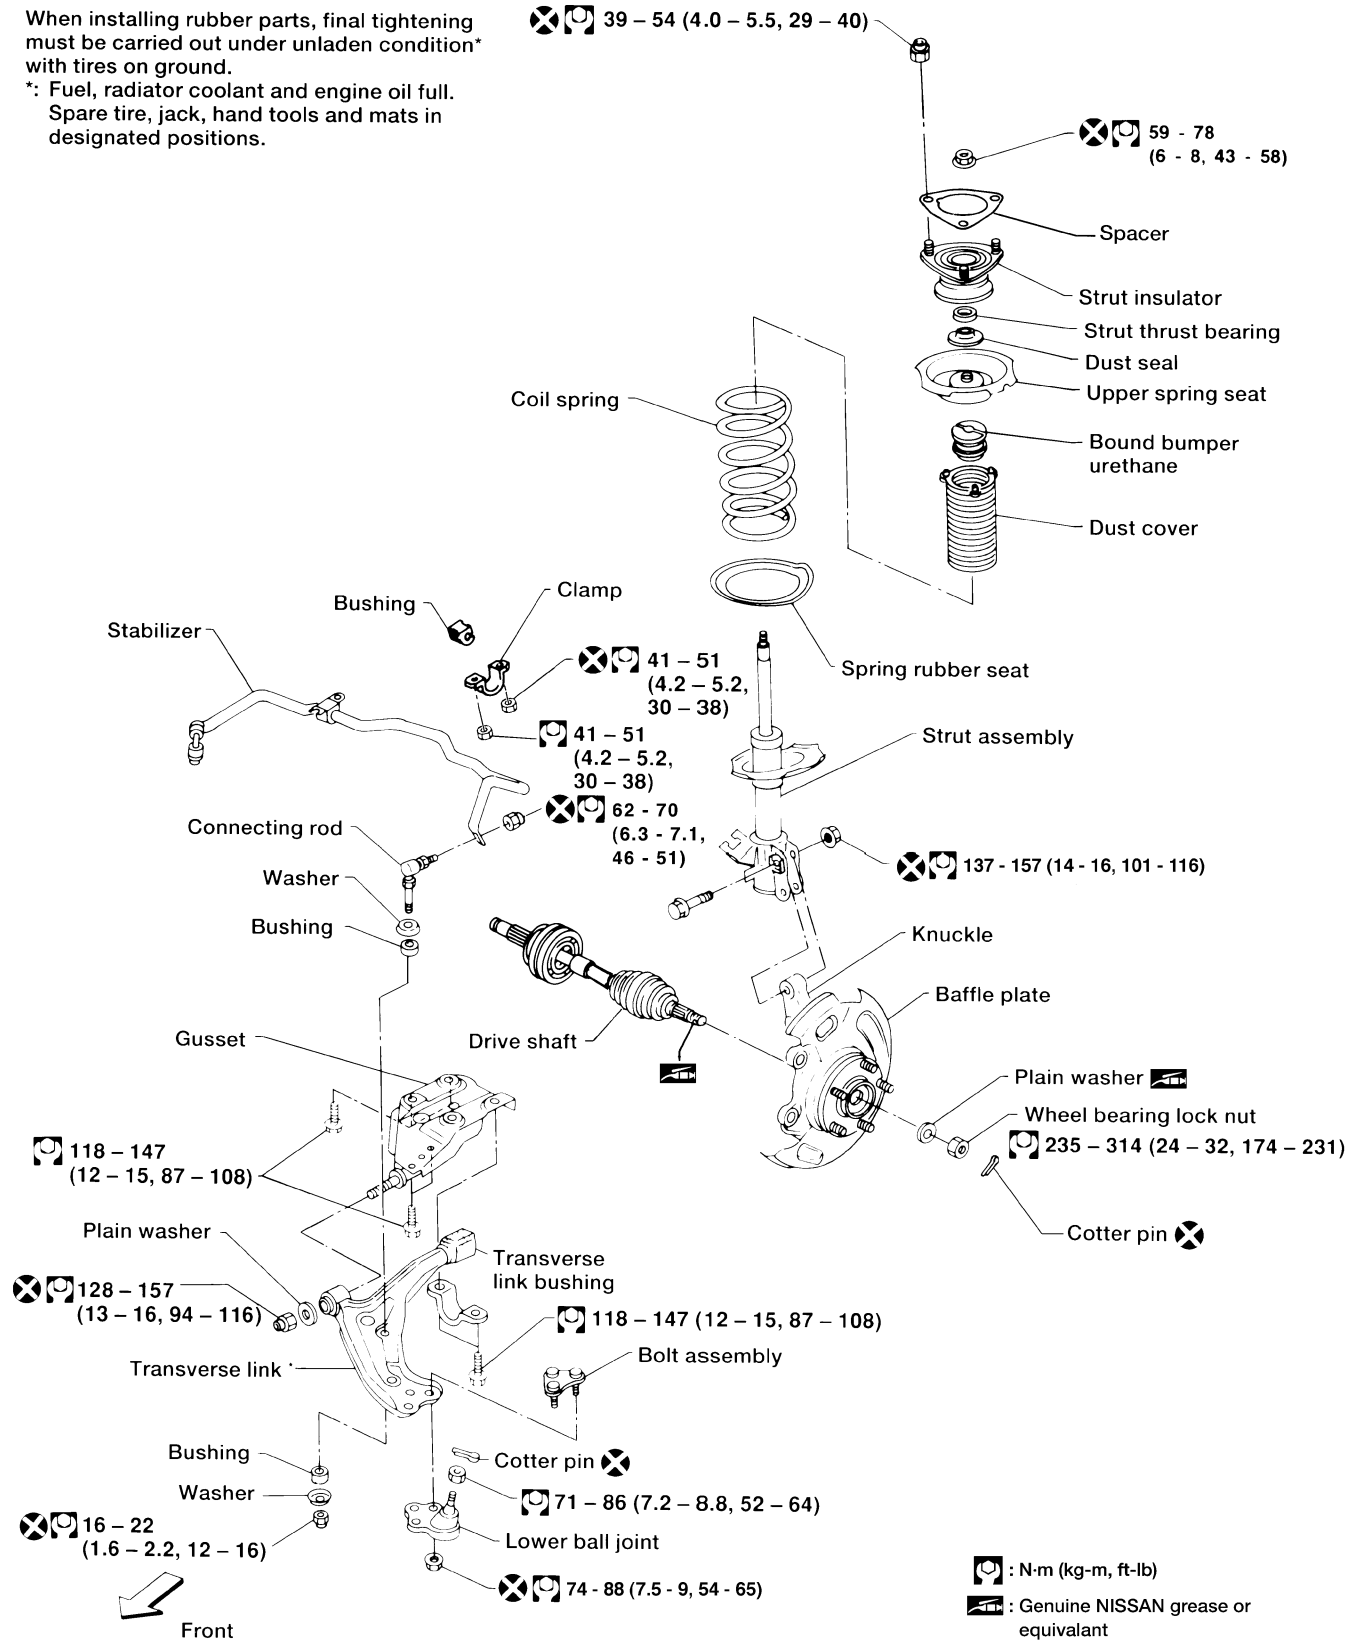 When installing rubber parts, final tightening
must be carried out under unladen condition*
with tires on ground.
*: Fuel, radiator coolant and engine oil full.
Spare tire, jack, hand tools and mats in
designated positions.
39 – 54 (4.0 – 5.5, 29 – 40)
59 - 78
(6 - 8, 43 - 58)
Spacer
Strut insulator
Strut thrust bearing
Dust seal
Upper spring seat
Bound bumper
urethane
Dust cover
Coil spring
Spring rubber seat
Strut assembly
137 - 157 (14 - 16, 101 - 116)
Bushing
Clamp
Stabilizer
41 – 51
(4.2 – 5.2,
30 – 38)
41 – 51
(4.2 – 5.2,
30 – 38)
62 - 70
(6.3 - 7.1,
46 - 51)
Connecting rod
Washer
Bushing
Knuckle
Baffle plate
Drive shaft
Gusset
Plain washer
Wheel bearing lock nut
235 – 314 (24 – 32, 174 – 231)
Cotter pin
118 – 147
(12 – 15, 87 – 108)
Plain washer
128 – 157
(13 – 16, 94 – 116)
Transverse
link bushing
118 – 147 (12 – 15, 87 – 108)
Bolt assembly
Transverse link
Bushing
Washer
16 – 22
(1.6 – 2.2, 12 – 16)
Cotter pin
71 – 86 (7.2 – 8.8, 52 – 64)
Lower ball joint
74 - 88 (7.5 - 9, 54 - 65)
Front
: N·m (kg-m, ft-lb)
: Genuine NISSAN grease or
equivalant